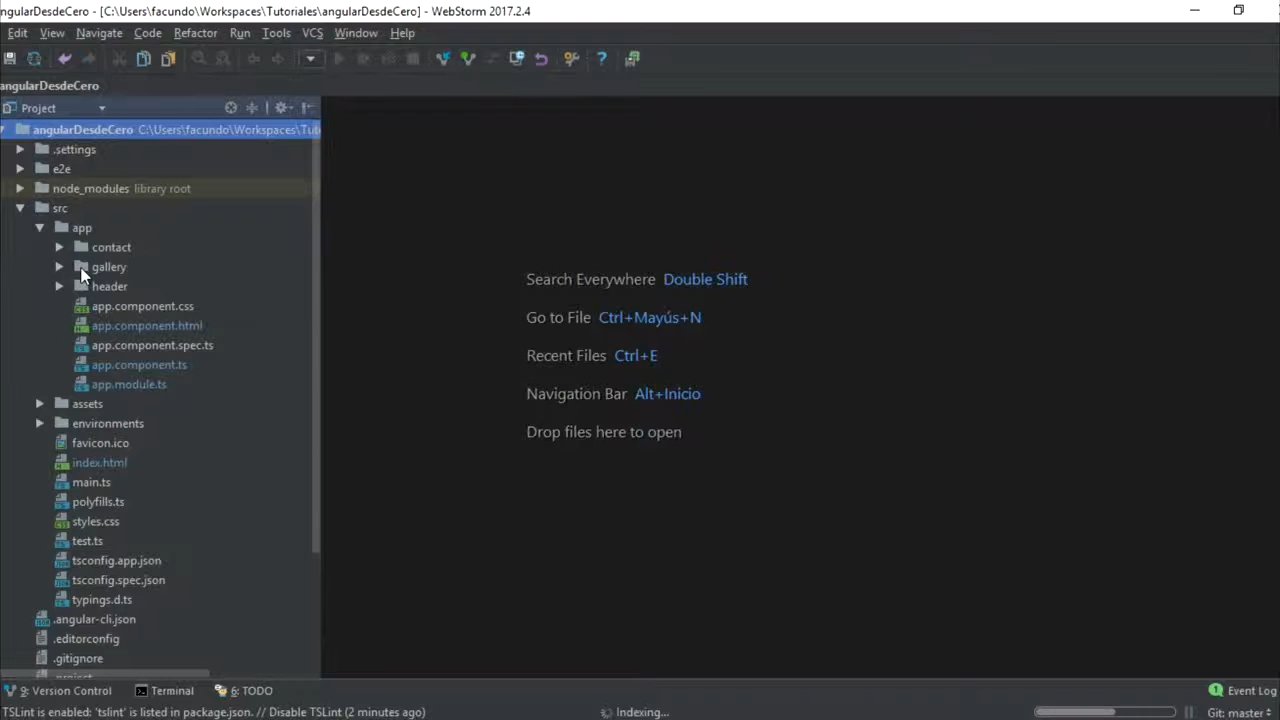 ngularDesdeCero - [C:\Users\facundo\Workspaces\Tutoriales\angularDesdeCero] - WebStorm 2017.2.4
Edit View Navigate Code Refactor Run Tools VCS Window Help
angularDesdeCero
Project
angularDesdeCero C:\Users\facundo\Workspaces\Tuto
.settings
e2e
node_modules library root
src
app
contact
gallery
header
app.component.css
app.component.html
app.component.spec.ts
app.component.ts
app.module.ts
assets
environments
favicon.ico
index.html
main.ts
polyfills.ts
styles.css
test.ts
tsconfig.app.json
tsconfig.spec.json
typings.d.ts
.angular-cli.json
.editorconfig
.gitignore
.project
Search Everywhere Double Shift
Go to File Ctrl+Mayús+N
Recent Files Ctrl+E
Navigation Bar Alt+Inicio
Drop files here to open
9: Version Control Terminal 6: TODO 1 Event Log
TSLint is enabled: 'tslint' is listed in package.json. // Disable TSLint (2 minutes ago) Indexing... Git: master